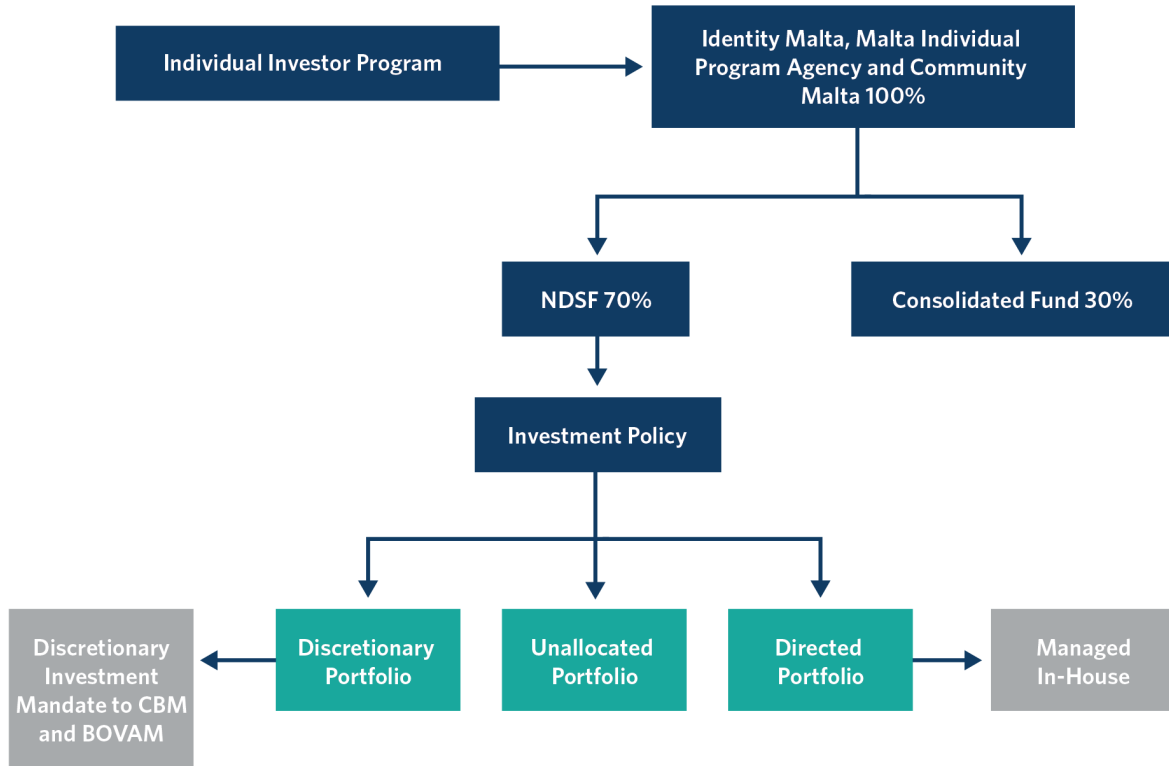 Individual Investor Program
Identity Malta, Malta Individual
Program Agency and Community
Malta 100%
NDSF 70%
Consolidated Fund 30%
Investment Policy
Discretionary
Investment
Mandate to CBM
and BOVAM
Discretionary
Portfolio
Unallocated
Portfolio
Directed
Portfolio
Managed
In-House